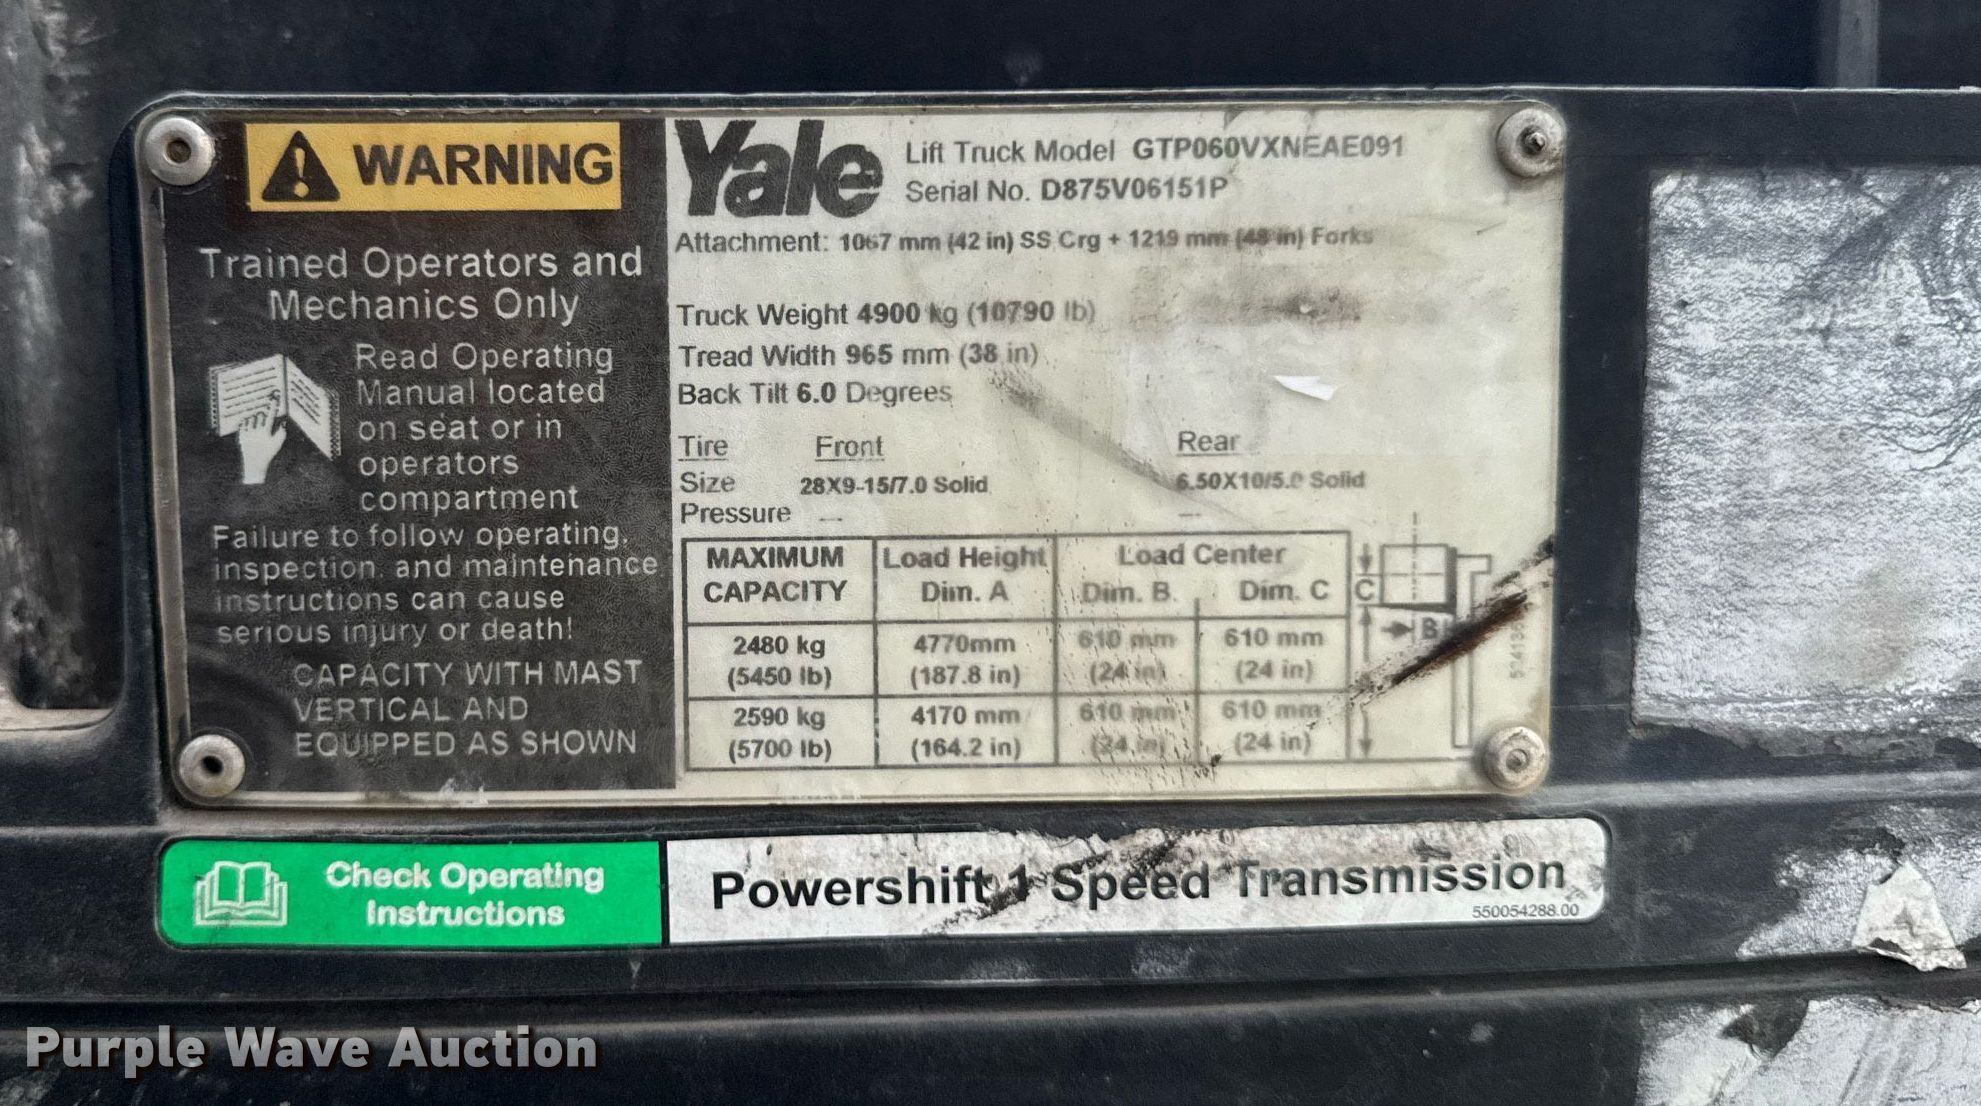 WARNING
Trained Operators and
Mechanics Only
Read Operating
Manual located
on seat or in
operators
compartment
Failure to follow operating,
inspection, and maintenance
instructions can cause
serious injury or death!
CAPACITY WITH MAST
VERTICAL AND
EQUIPPED AS SHOWN
Yale
Lift Truck Model GTP060VXNEAE091
Serial No. D875V06151P
Attachment: 1067 mm (42 in) SS Crg + 1219 mm (48 in) Forks
Truck Weight 4900 kg (10790 lb)
Tread Width 965 mm (38 in)
Back Tilt 6.0 Degrees
Tire Front Rear
Size 28X9-15/7.0 Solid 6.50X10/5.0 Solid
Pressure — —
MAXIMUM Load Height Load Center
CAPACITY Dim. A Dim. B. Dim. C
2480 kg 4770mm 610 mm 610 mm
(5450 lb) (187.8 in) (24 in) (24 in)
2590 kg 4170 mm 610 mm 610 mm
(5700 lb) (164.2 in) (24 in) (24 in)
C
B
Check Operating
Instructions
Powershift 1 Speed Transmission
550054288.00
Purple Wave Auction